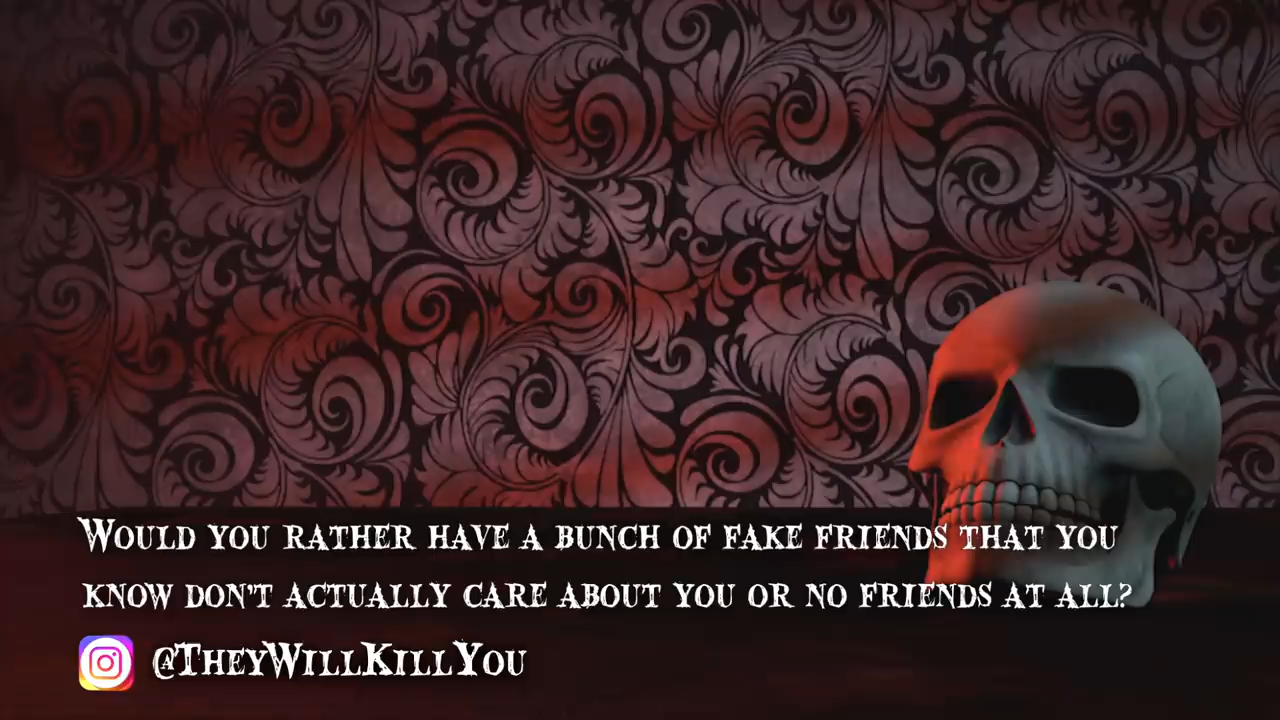 Would you rather have a bunch of fake friends that you
know don't actually care about you or no friends at all?
@TheyWillKillYou